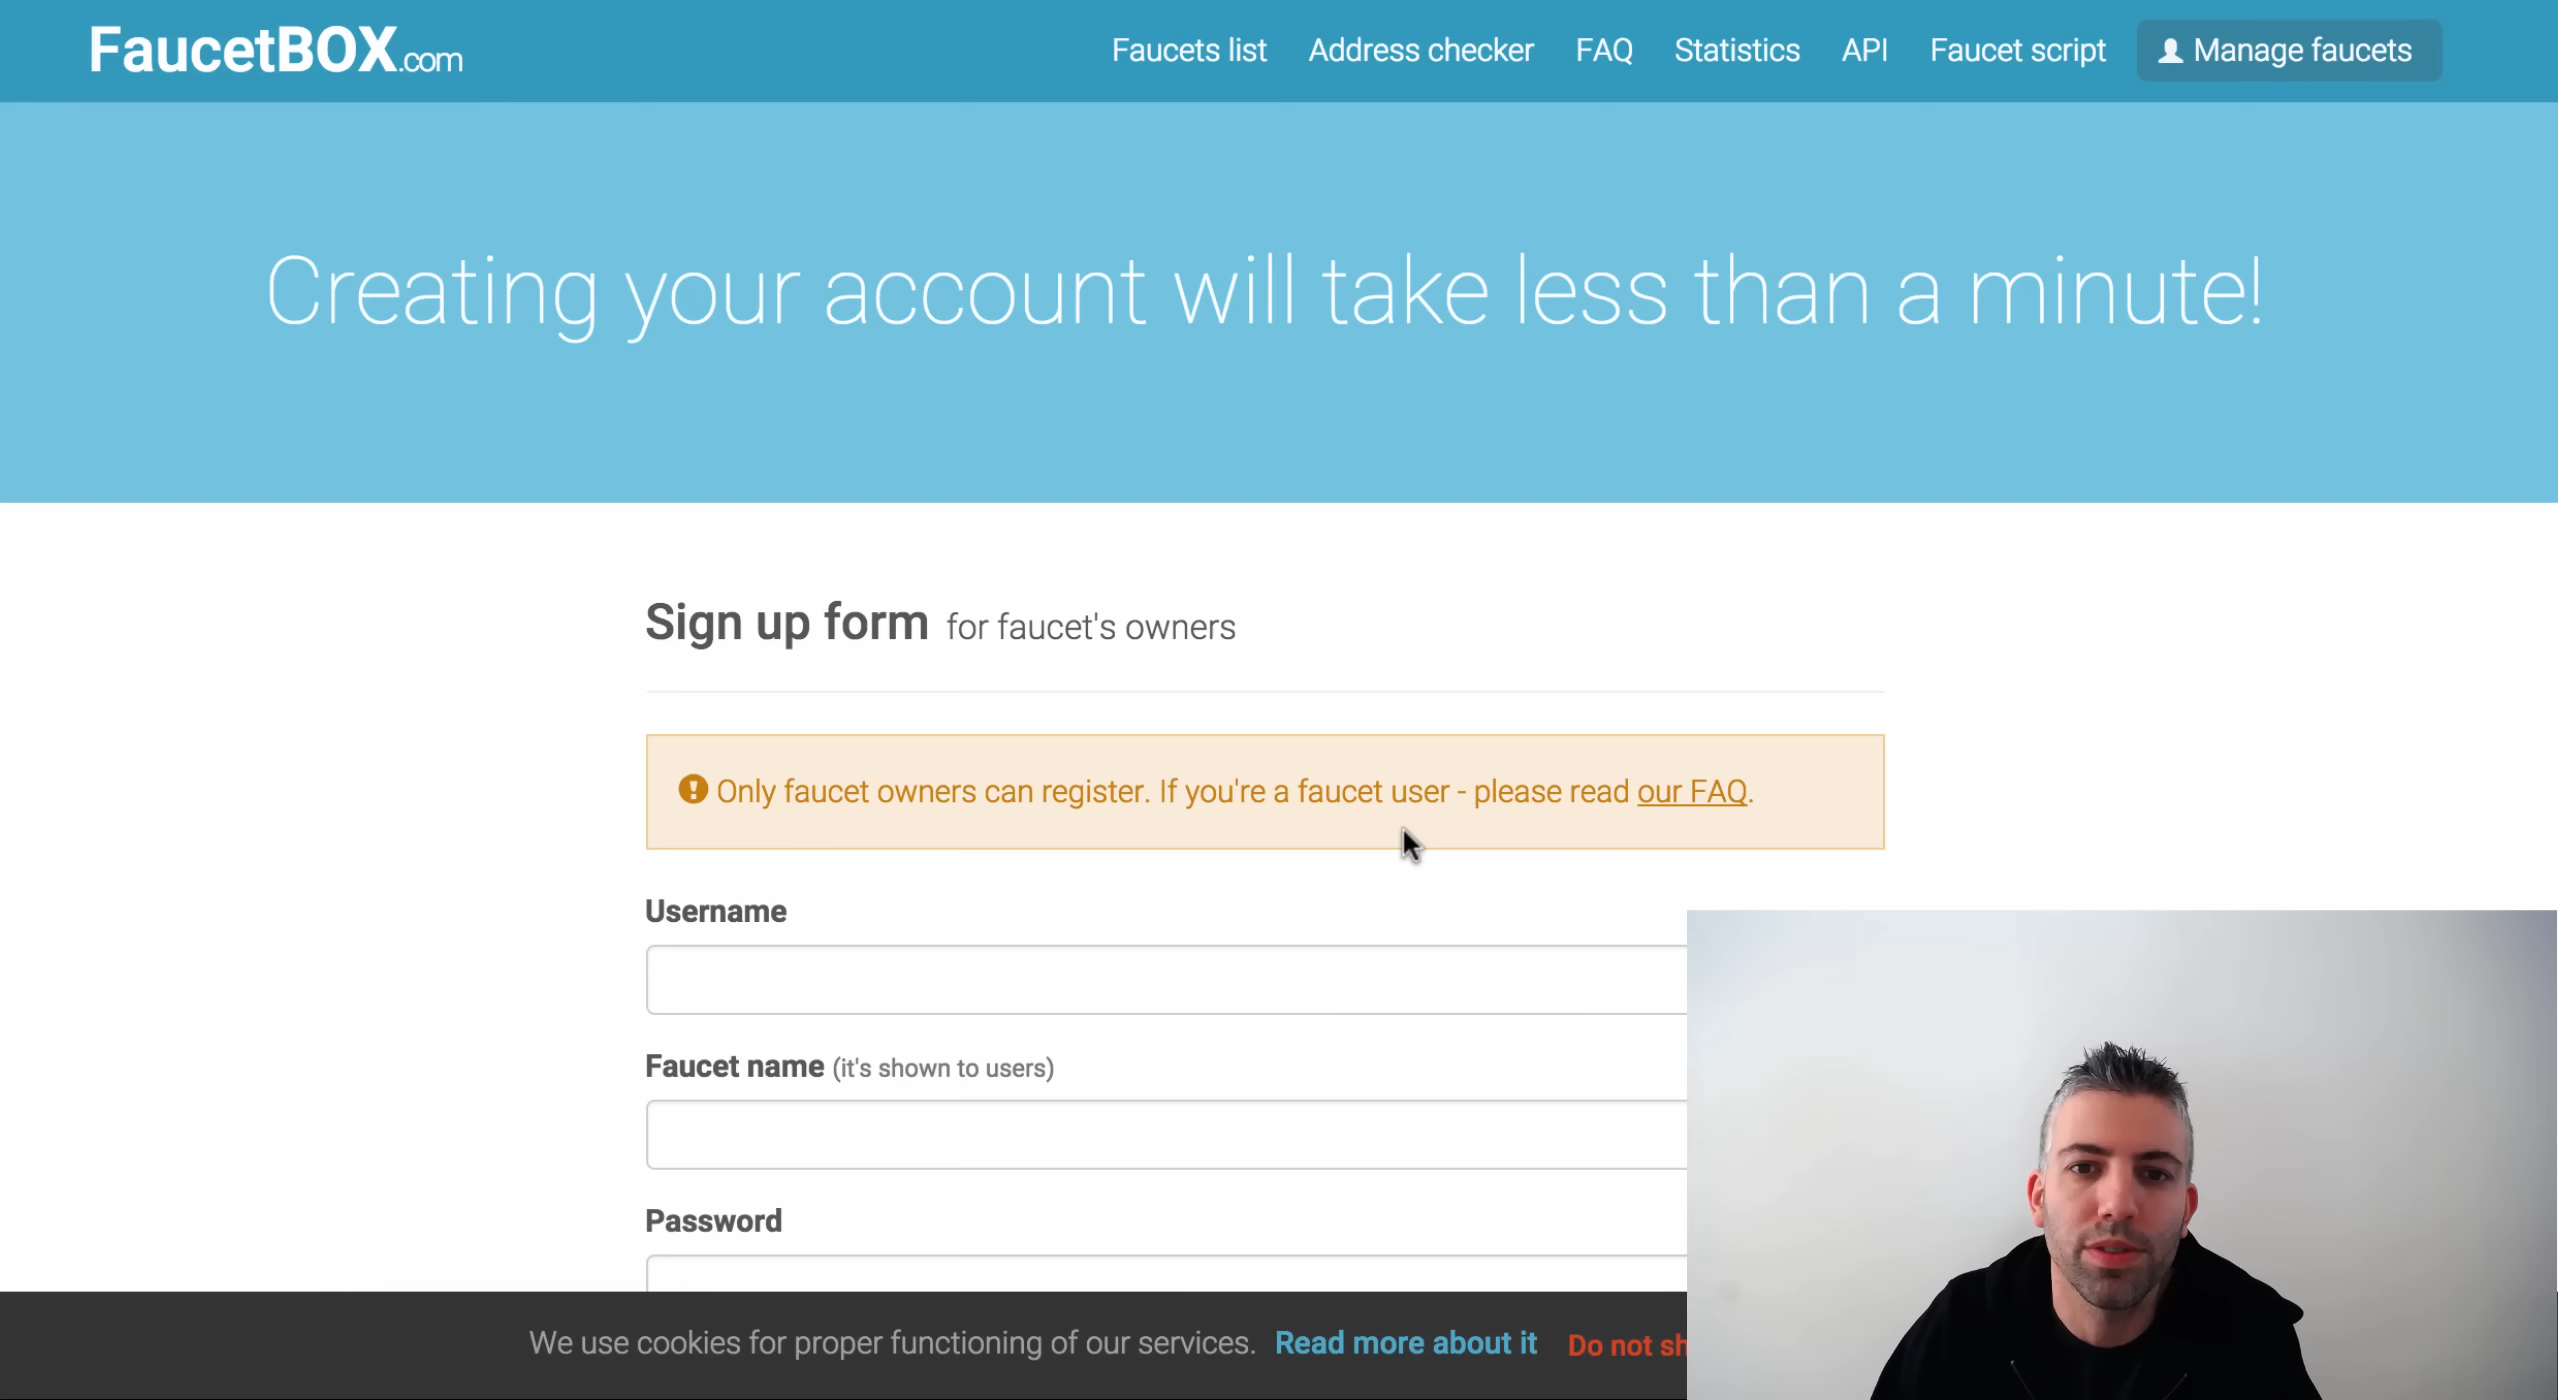 FaucetBOX.com
Faucets list Address checker FAQ Statistics API Faucet script Manage faucets
Creating your account will take less than a minute!
Sign up form for faucet's owners
Only faucet owners can register. If you're a faucet user - please read our FAQ.
Username
Faucet name (it's shown to users)
Password
We use cookies for proper functioning of our services. Read more about it Do not